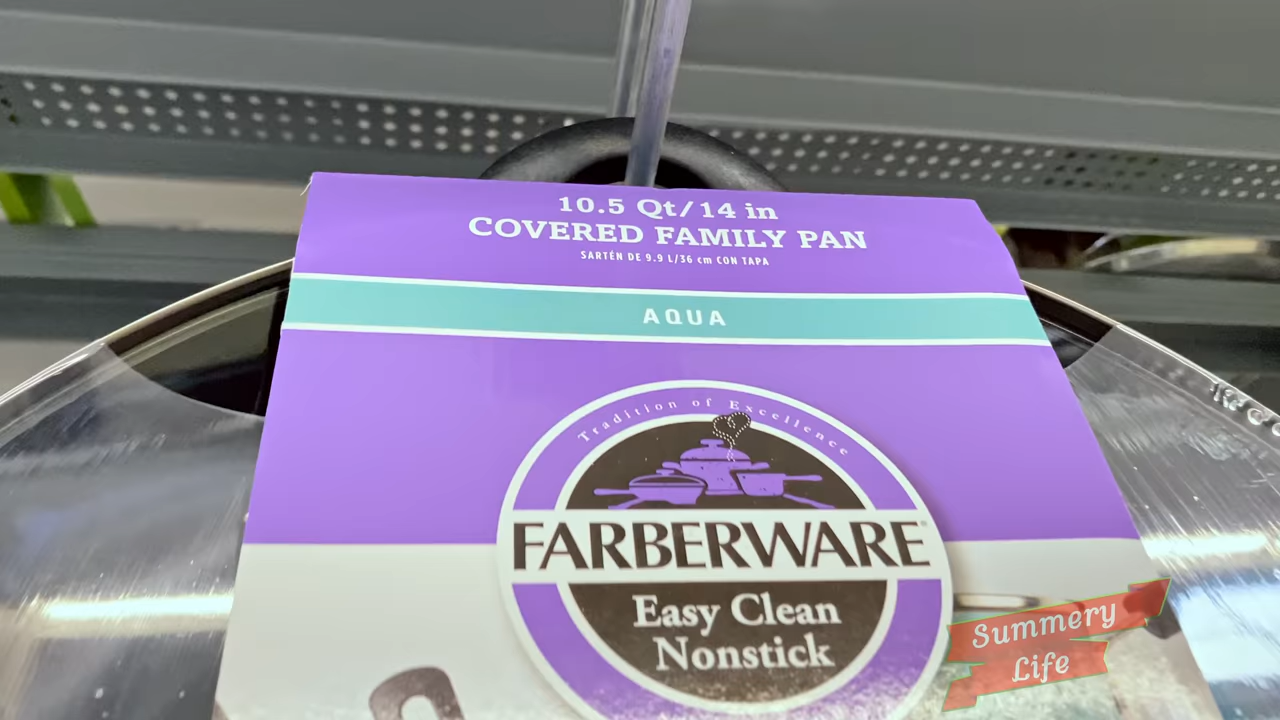 10.5 Qt/14 in
COVERED FAMILY PAN
SARTÉN DE 9.9 L/36 cm CON TAPA
AQUA
Tradition of Excellence
FARBERWARE®
Easy Clean
Nonstick
Summery
Life